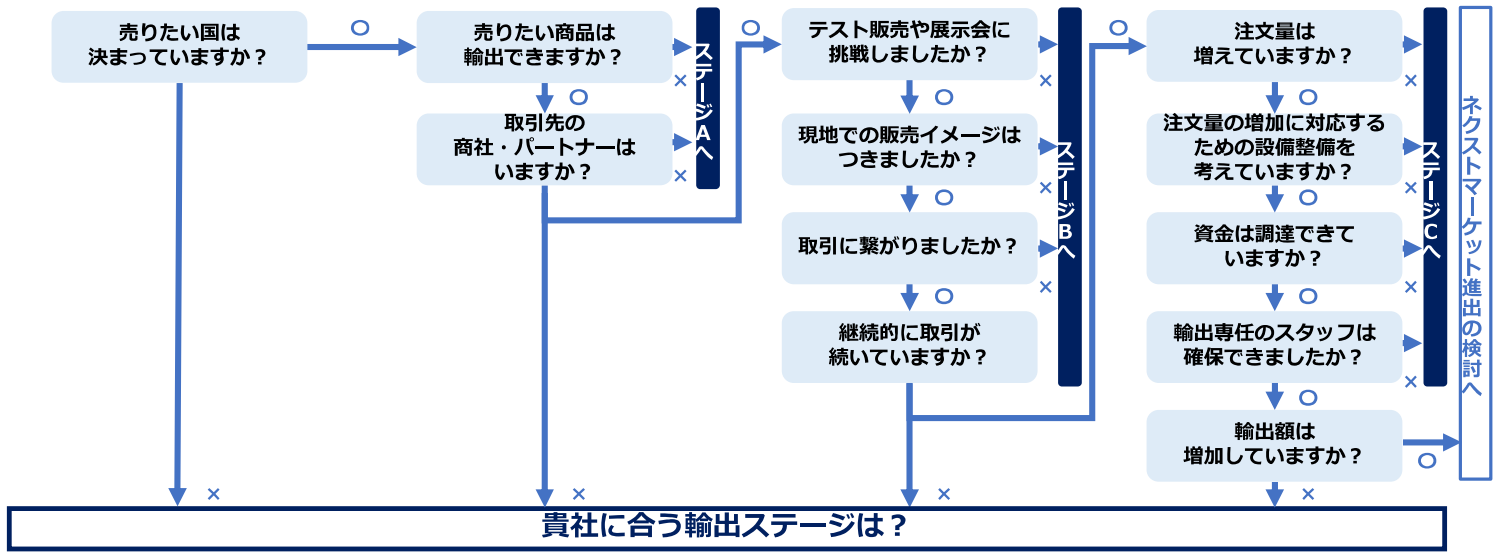 売りたい国は
決まっていますか？
○
×
売りたい商品は
輸出できますか？
×
○
取引先の
商社・パートナーは
いますか？
×
○
×
ステージAへ
テスト販売や展示会に
挑戦しましたか？
×
○
現地での販売イメージは
つきましたか？
×
○
取引に繋がりましたか？
×
○
継続的に取引が
続いていますか？
○
×
ステージBへ
注文量は
増えていますか？
×
○
注文量の増加に対応する
ための設備整備を
考えていますか？
×
○
資金は調達できて
いますか？
×
○
輸出専任のスタッフは
確保できましたか？
×
○
輸出額は
増加していますか？
○
×
ステージCへ
ネクストマーケット進出の検討へ
貴社に合う輸出ステージは？